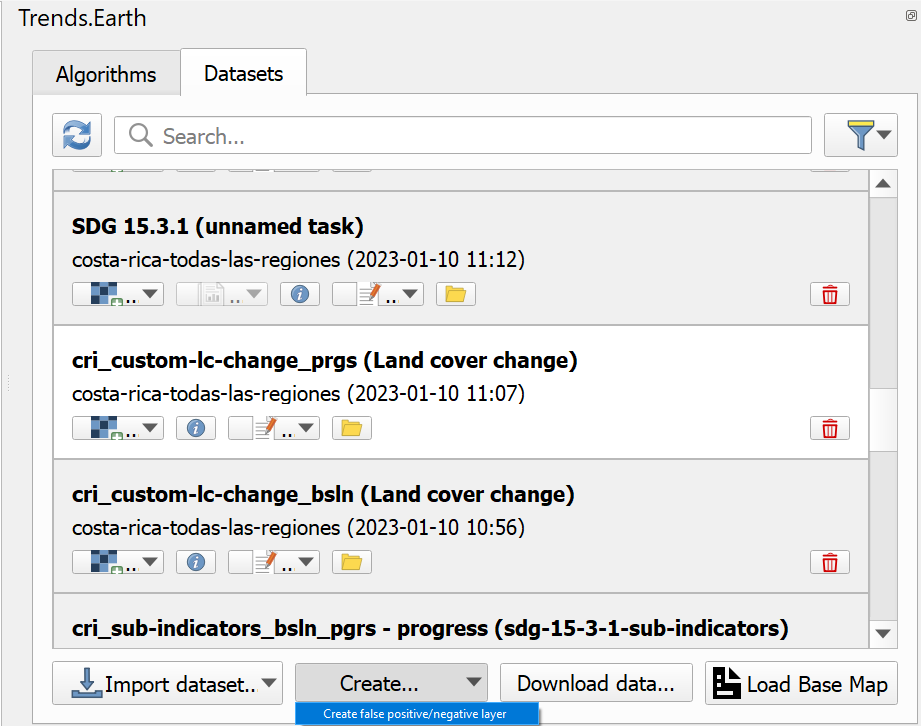 Trends.Earth
Algorithms
Datasets
Search...
SDG 15.3.1 (unnamed task)
costa-rica-todas-las-regiones (2023-01-10 11:12)
..
..
..
cri_custom-lc-change_prgs (Land cover change)
costa-rica-todas-las-regiones (2023-01-10 11:07)
..
..
cri_custom-lc-change_bsln (Land cover change)
costa-rica-todas-las-regiones (2023-01-10 10:56)
..
..
cri_sub-indicators_bsln_pgrs - progress (sdg-15-3-1-sub-indicators)
Import dataset..
Create...
Download data...
Load Base Map
Create false positive/negative layer